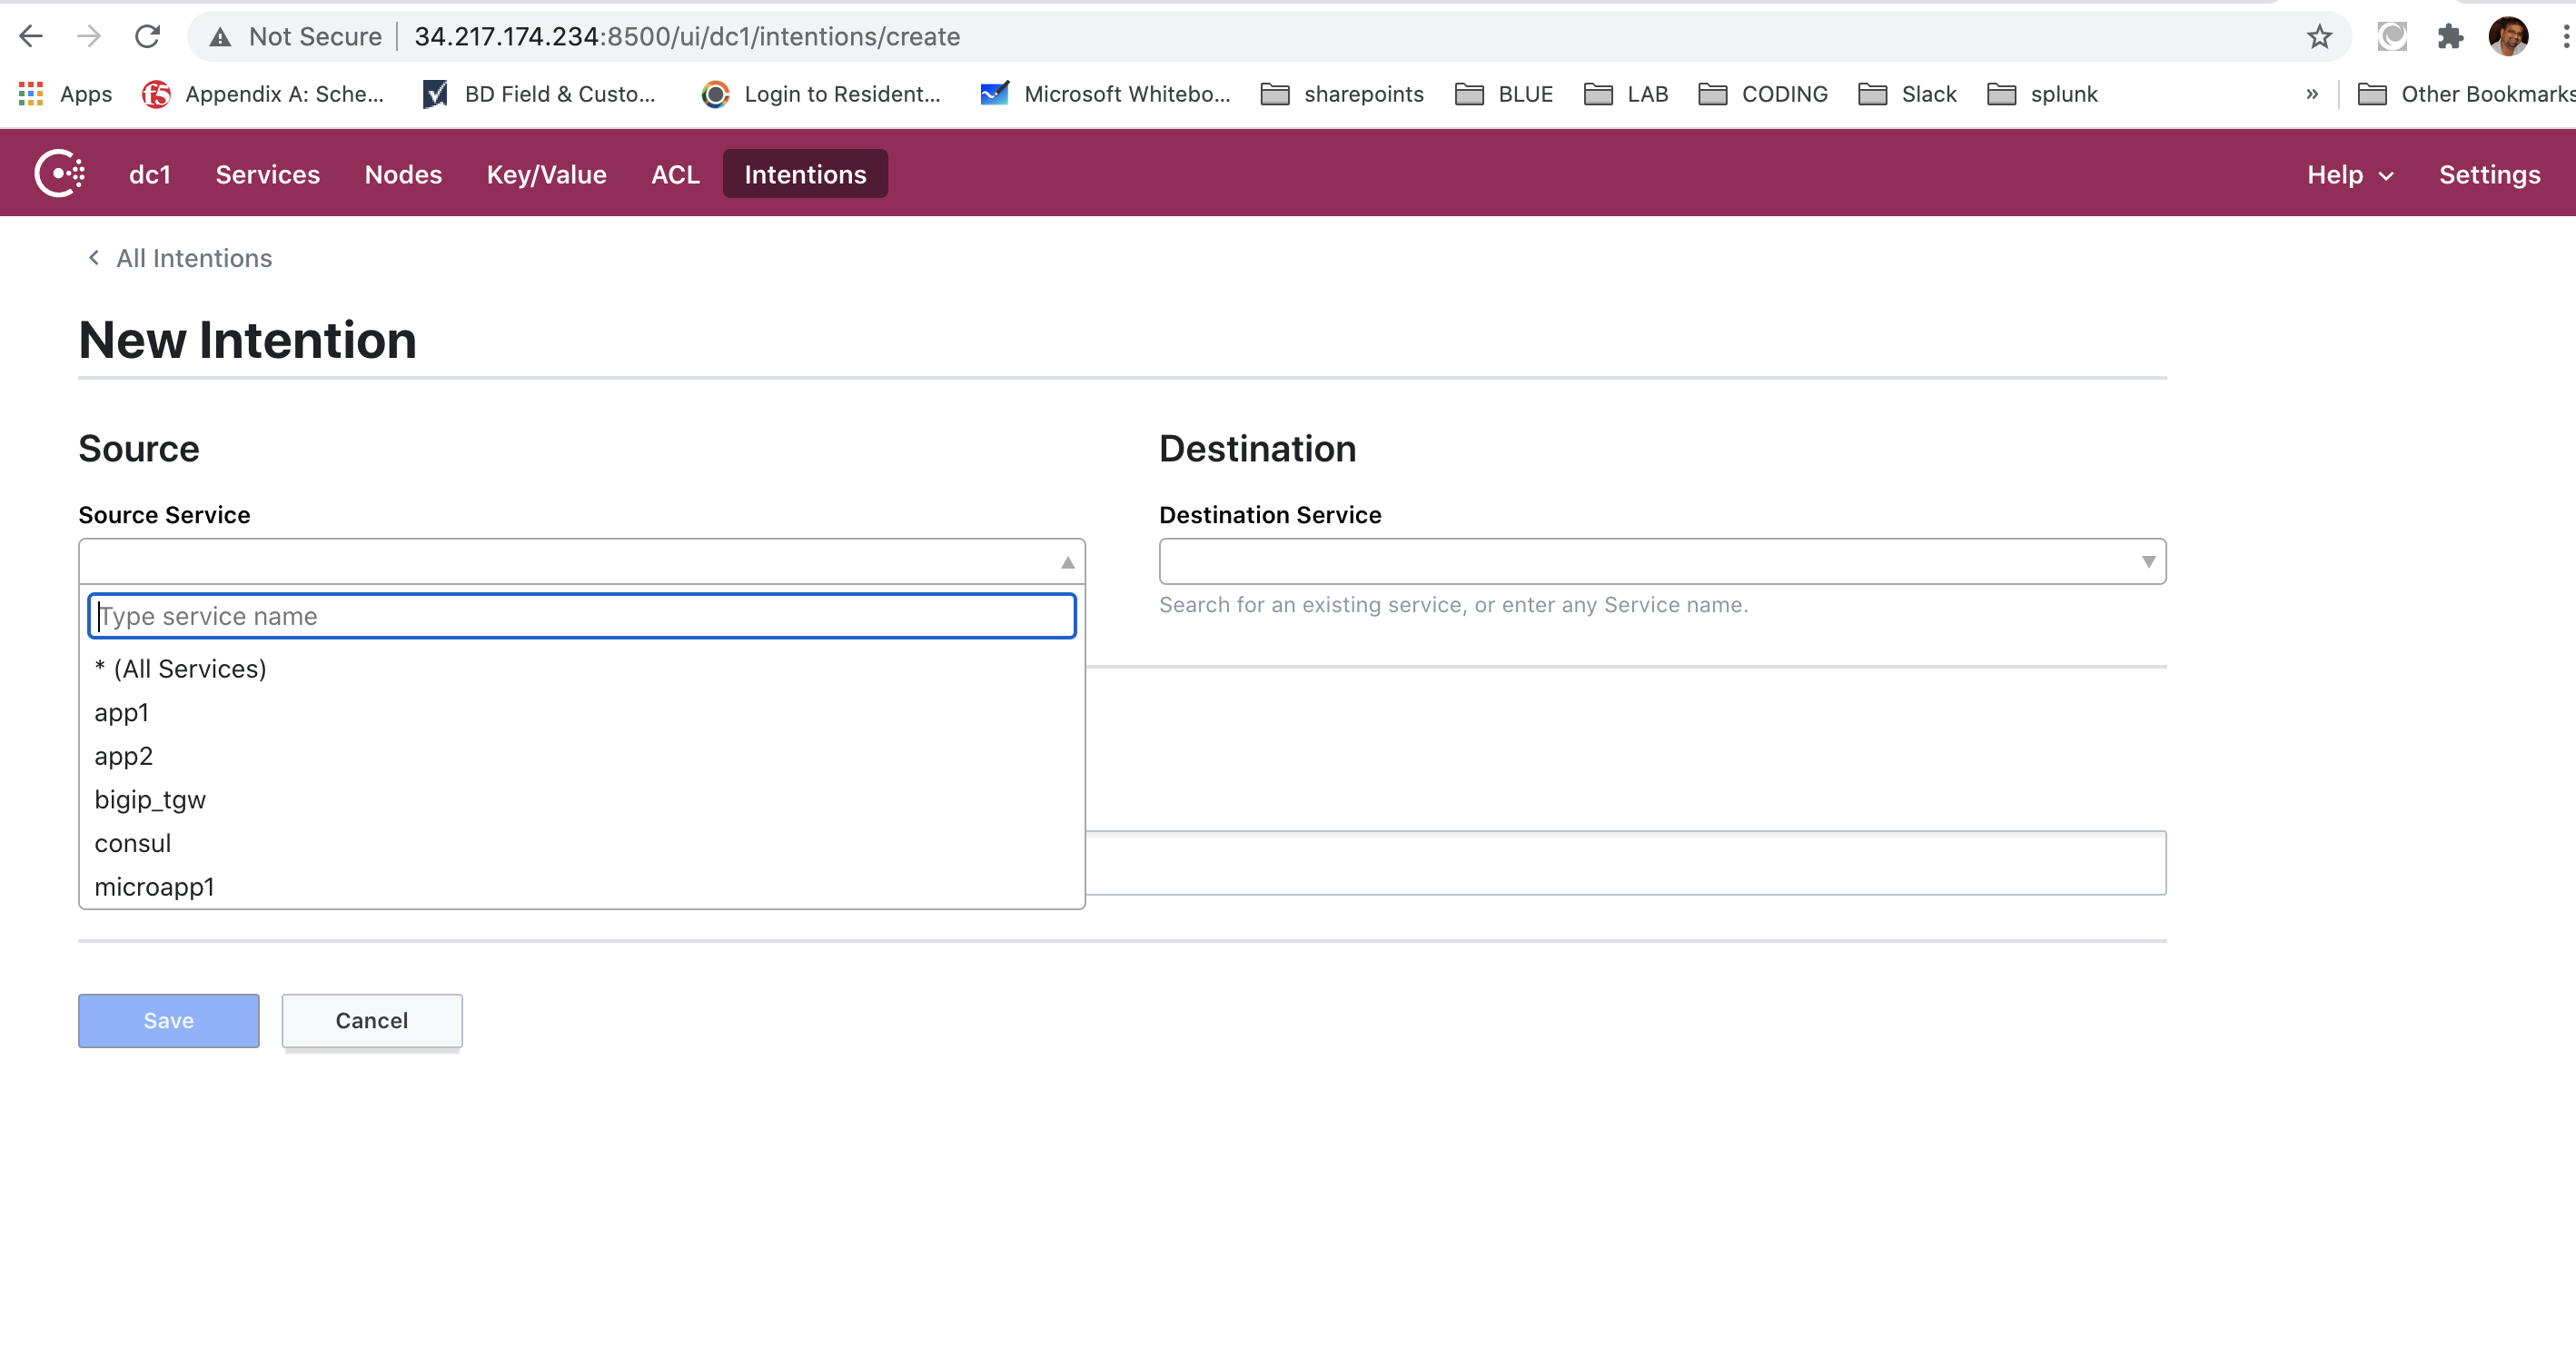 Not Secure 34.217.174.234:8500/ui/dc1/intentions/create
Apps Appendix A: Sche... BD Field & Custo... Login to Resident... Microsoft Whitebo... sharepoints BLUE LAB CODING Slack splunk » Other Bookmarks
dc1 Services Nodes Key/Value ACL Intentions Help Settings
All Intentions
New Intention
Source
Source Service
Type service name
* (All Services)
app1
app2
bigip_tgw
consul
microapp1
Destination
Destination Service
Search for an existing service, or enter any Service name.
Save Cancel